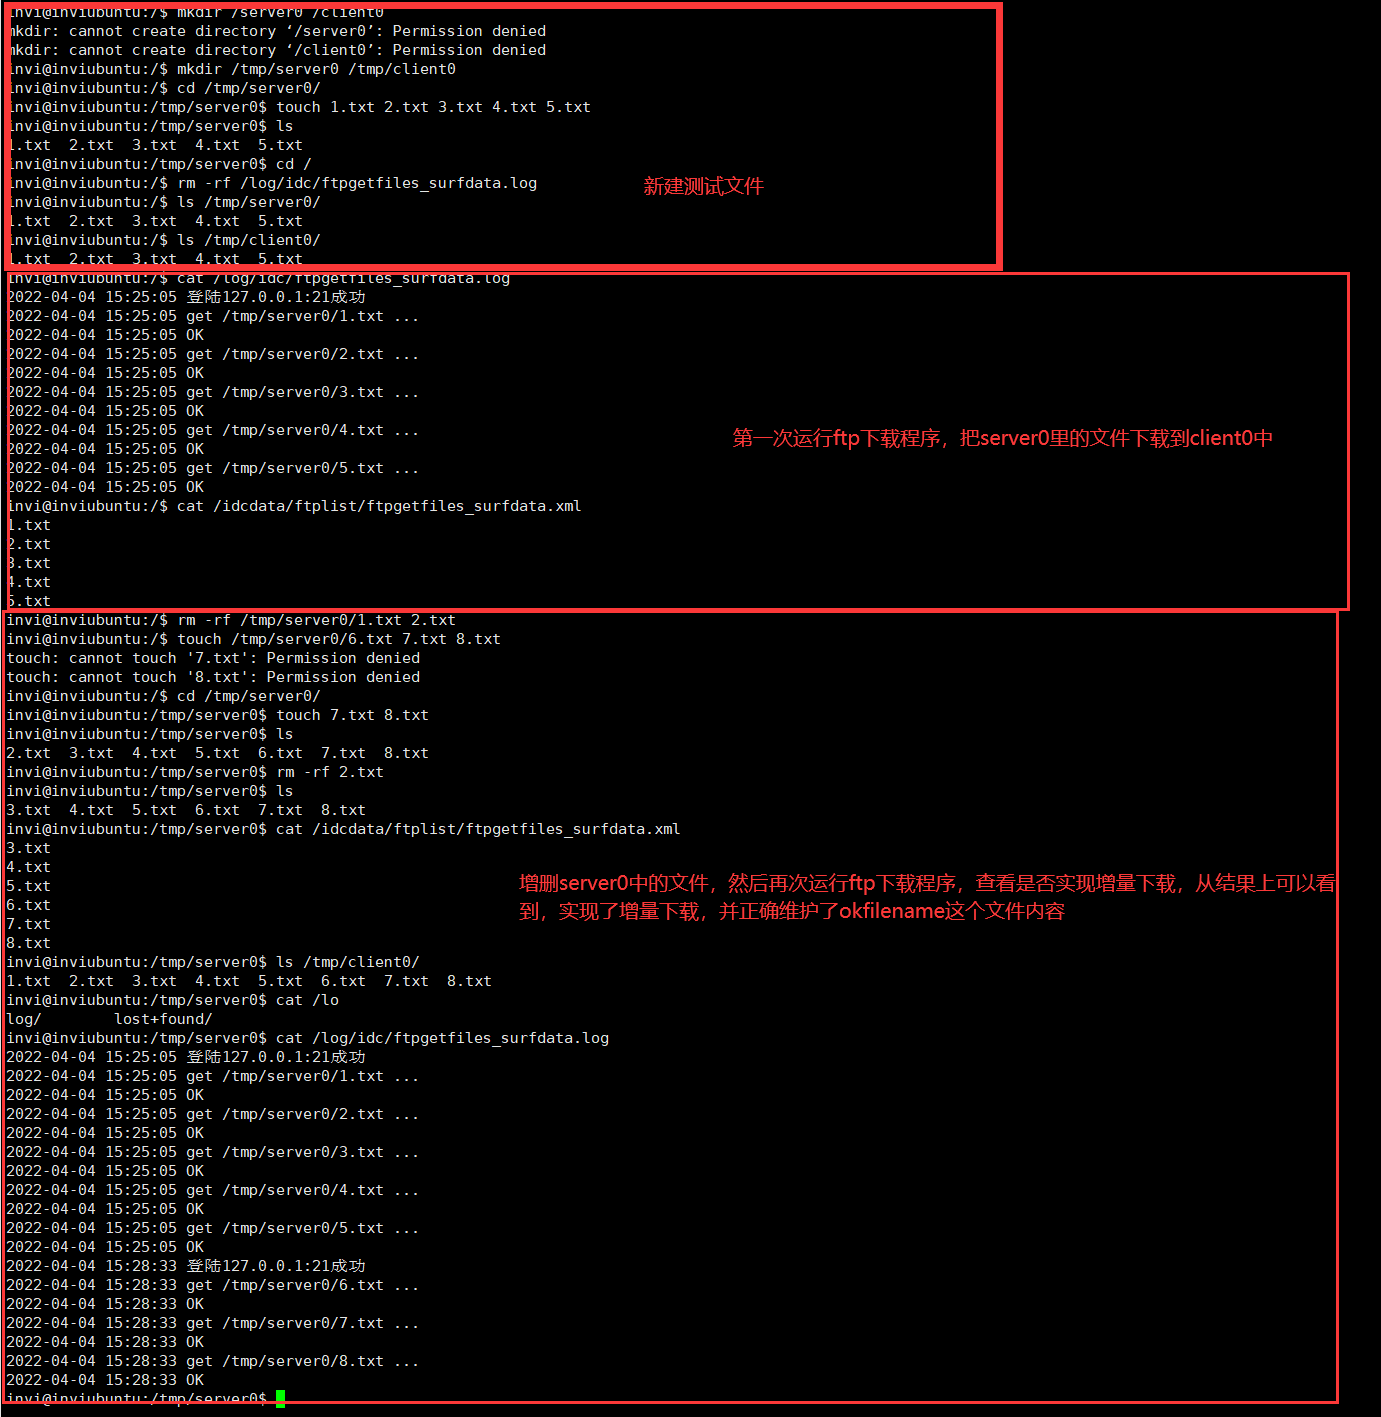 invi@inviubuntu:/$ mkdir /server0 /client0
mkdir: cannot create directory ‘/server0’: Permission denied
mkdir: cannot create directory ‘/client0’: Permission denied
invi@inviubuntu:/$ mkdir /tmp/server0 /tmp/client0
invi@inviubuntu:/$ cd /tmp/server0/
invi@inviubuntu:/tmp/server0$ touch 1.txt 2.txt 3.txt 4.txt 5.txt
invi@inviubuntu:/tmp/server0$ ls
1.txt  2.txt  3.txt  4.txt  5.txt
invi@inviubuntu:/tmp/server0$ cd /
invi@inviubuntu:/$ rm -rf /log/idc/ftpgetfiles_surfdata.log
新建测试文件
invi@inviubuntu:/$ ls /tmp/server0/
1.txt  2.txt  3.txt  4.txt  5.txt
invi@inviubuntu:/$ ls /tmp/client0/
1.txt  2.txt  3.txt  4.txt  5.txt
invi@inviubuntu:/$ cat /log/idc/ftpgetfiles_surfdata.log
2022-04-04 15:25:05 登陆127.0.0.1:21成功
2022-04-04 15:25:05 get /tmp/server0/1.txt ...
2022-04-04 15:25:05 OK
2022-04-04 15:25:05 get /tmp/server0/2.txt ...
2022-04-04 15:25:05 OK
2022-04-04 15:25:05 get /tmp/server0/3.txt ...
2022-04-04 15:25:05 OK
2022-04-04 15:25:05 get /tmp/server0/4.txt ...
第一次运行ftp下载程序，把server0里的文件下载到client0中
2022-04-04 15:25:05 OK
2022-04-04 15:25:05 get /tmp/server0/5.txt ...
2022-04-04 15:25:05 OK
invi@inviubuntu:/$ cat /idcdata/ftplist/ftpgetfiles_surfdata.xml
1.txt
2.txt
3.txt
4.txt
5.txt
invi@inviubuntu:/$ rm -rf /tmp/server0/1.txt 2.txt
invi@inviubuntu:/$ touch /tmp/server0/6.txt 7.txt 8.txt
touch: cannot touch '7.txt': Permission denied
touch: cannot touch '8.txt': Permission denied
invi@inviubuntu:/$ cd /tmp/server0/
invi@inviubuntu:/tmp/server0$ touch 7.txt 8.txt
invi@inviubuntu:/tmp/server0$ ls
2.txt  3.txt  4.txt  5.txt  6.txt  7.txt  8.txt
invi@inviubuntu:/tmp/server0$ rm -rf 2.txt
invi@inviubuntu:/tmp/server0$ ls
3.txt  4.txt  5.txt  6.txt  7.txt  8.txt
invi@inviubuntu:/tmp/server0$ cat /idcdata/ftplist/ftpgetfiles_surfdata.xml
3.txt
4.txt
5.txt
6.txt
7.txt
8.txt
增删server0中的文件，然后再次运行ftp下载程序，查看是否实现增量下载，从结果上可以看
到，实现了增量下载，并正确维护了okfilename这个文件内容
invi@inviubuntu:/tmp/server0$ ls /tmp/client0/
1.txt  2.txt  3.txt  4.txt  5.txt  6.txt  7.txt  8.txt
invi@inviubuntu:/tmp/server0$ cat /lo
log/        lost+found/
invi@inviubuntu:/tmp/server0$ cat /log/idc/ftpgetfiles_surfdata.log
2022-04-04 15:25:05 登陆127.0.0.1:21成功
2022-04-04 15:25:05 get /tmp/server0/1.txt ...
2022-04-04 15:25:05 OK
2022-04-04 15:25:05 get /tmp/server0/2.txt ...
2022-04-04 15:25:05 OK
2022-04-04 15:25:05 get /tmp/server0/3.txt ...
2022-04-04 15:25:05 OK
2022-04-04 15:25:05 get /tmp/server0/4.txt ...
2022-04-04 15:25:05 OK
2022-04-04 15:25:05 get /tmp/server0/5.txt ...
2022-04-04 15:25:05 OK
2022-04-04 15:28:33 登陆127.0.0.1:21成功
2022-04-04 15:28:33 get /tmp/server0/6.txt ...
2022-04-04 15:28:33 OK
2022-04-04 15:28:33 get /tmp/server0/7.txt ...
2022-04-04 15:28:33 OK
2022-04-04 15:28:33 get /tmp/server0/8.txt ...
2022-04-04 15:28:33 OK
invi@inviubuntu:/tmp/server0$